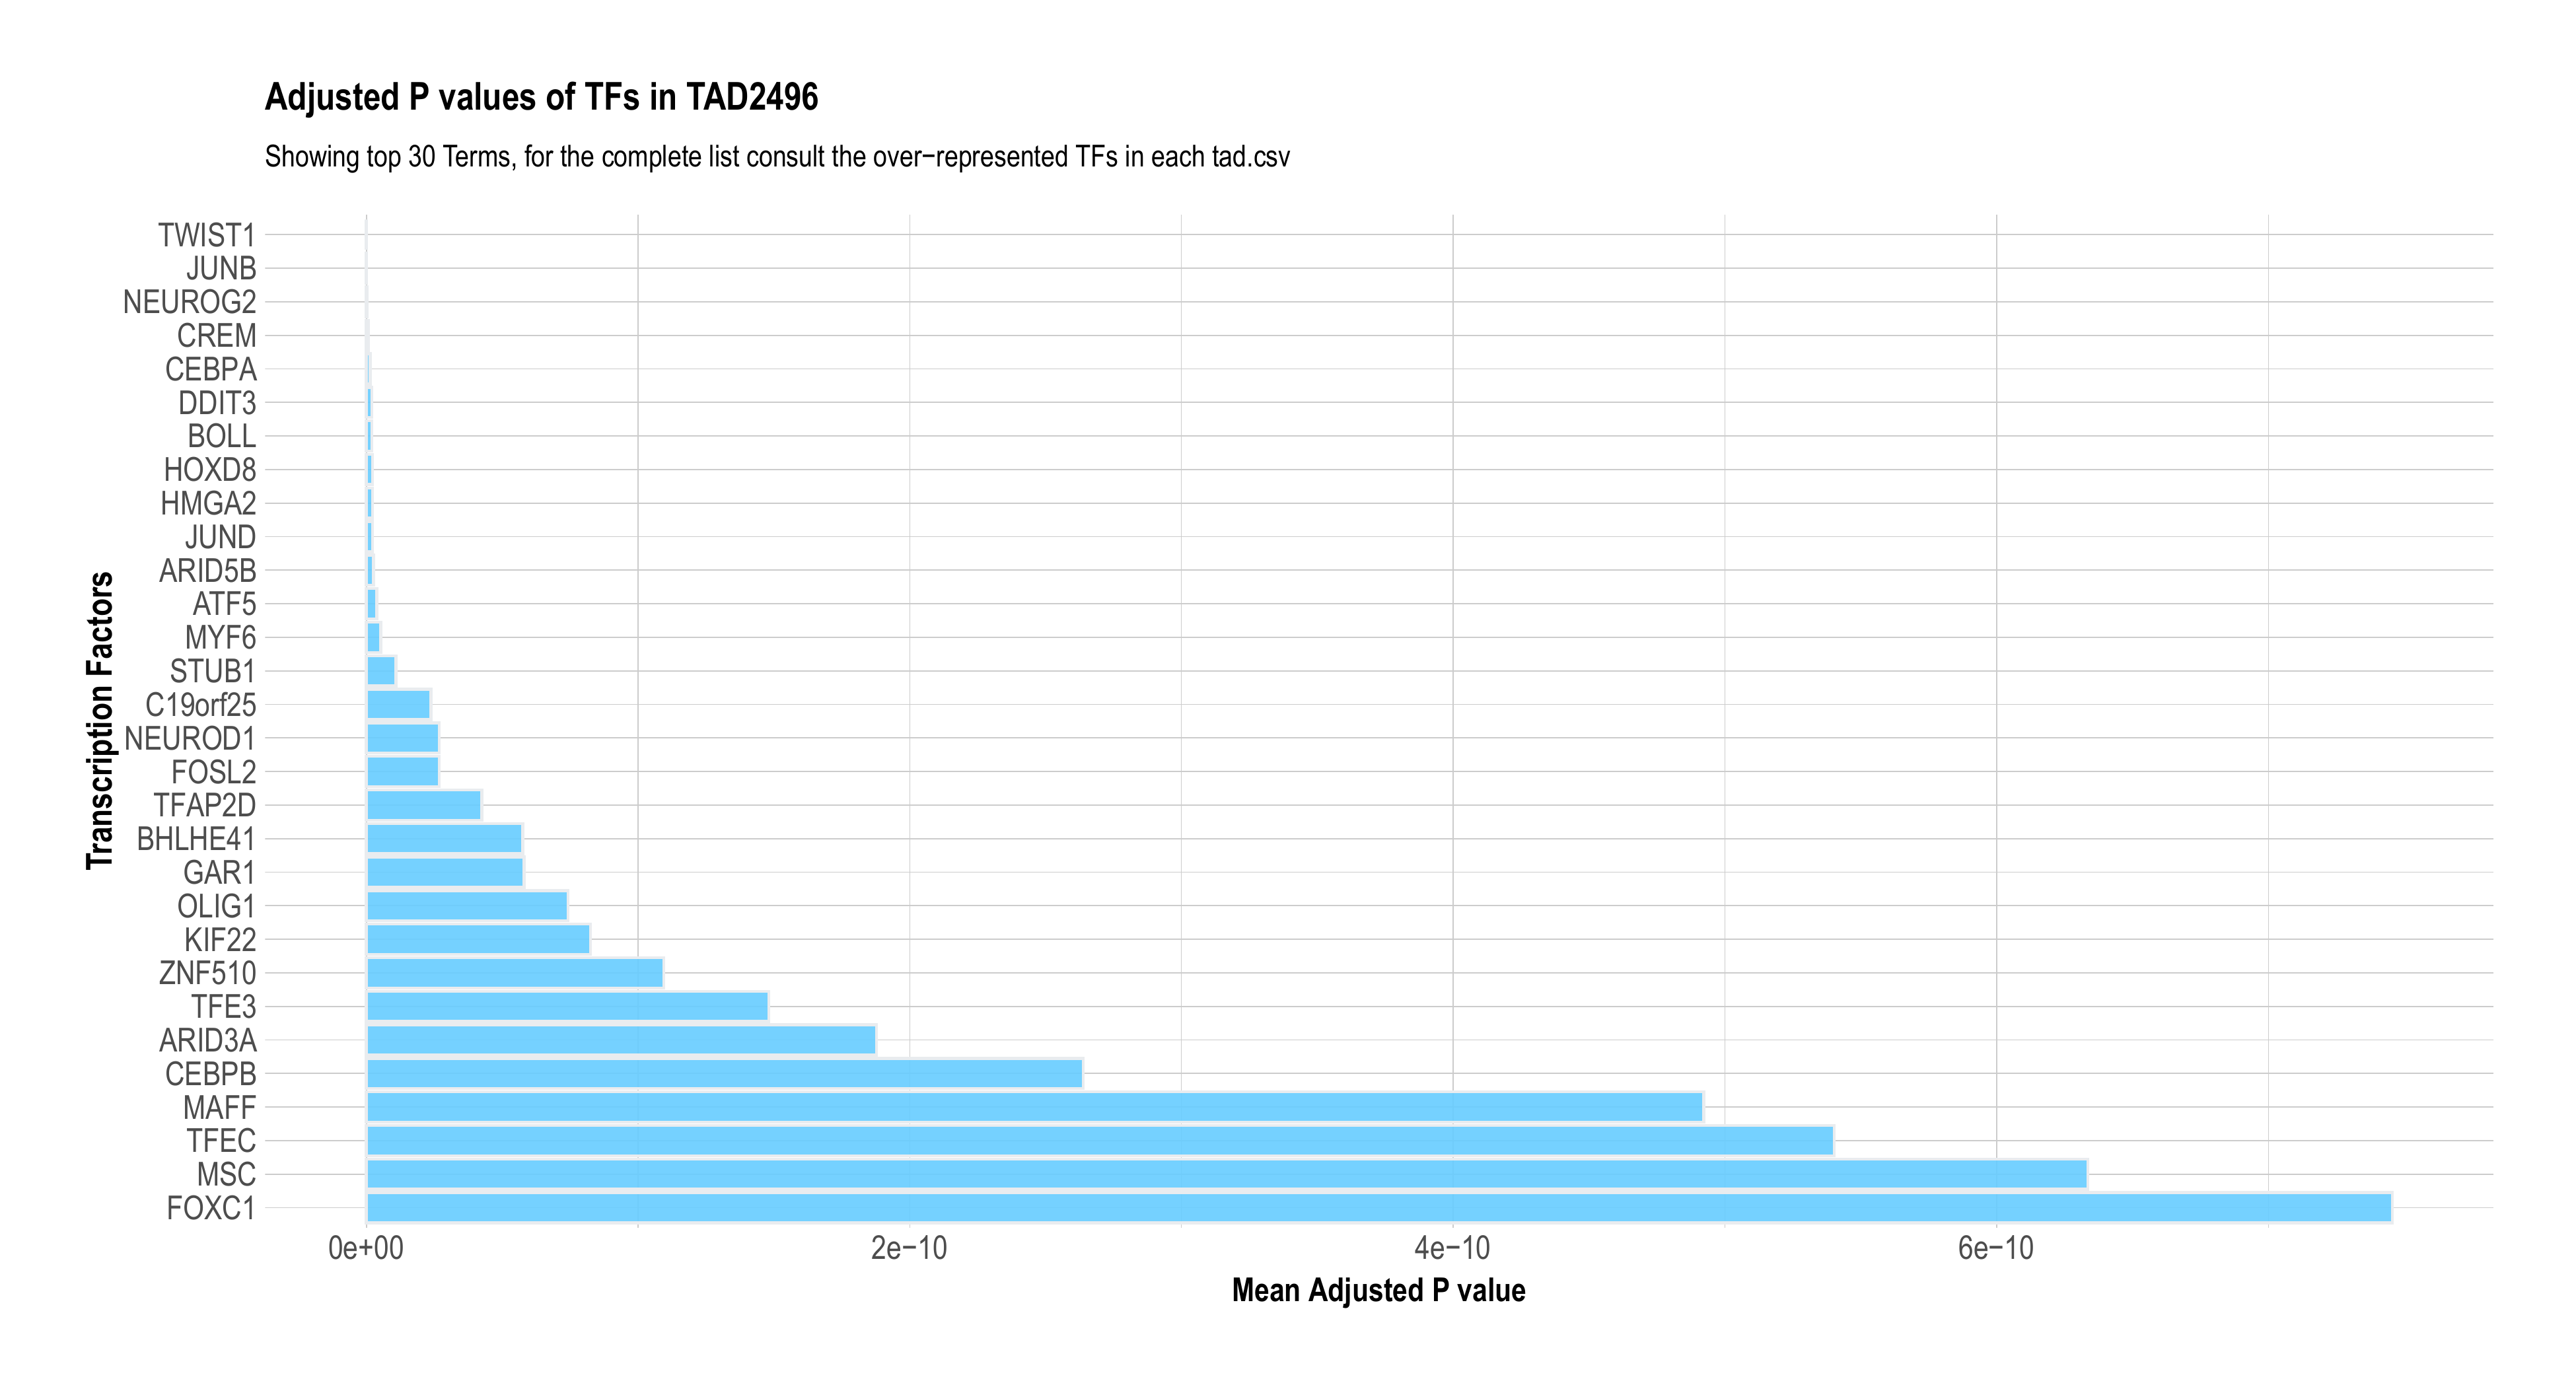 Adjusted P values of TFs in TAD2496
Showing top 30 Terms, for the complete list consult the over−represented TFs in each tad.csv
Transcription Factors
TWIST1
JUNB
NEUROG2
CREM
CEBPA
DDIT3
BOLL
HOXD8
HMGA2
JUND
ARID5B
ATF5
MYF6
STUB1
C19orf25
NEUROD1
FOSL2
TFAP2D
BHLHE41
GAR1
OLIG1
KIF22
ZNF510
TFE3
ARID3A
CEBPB
MAFF
TFEC
MSC
FOXC1
0e+00 2e−10 4e−10 6e−10
Mean Adjusted P value